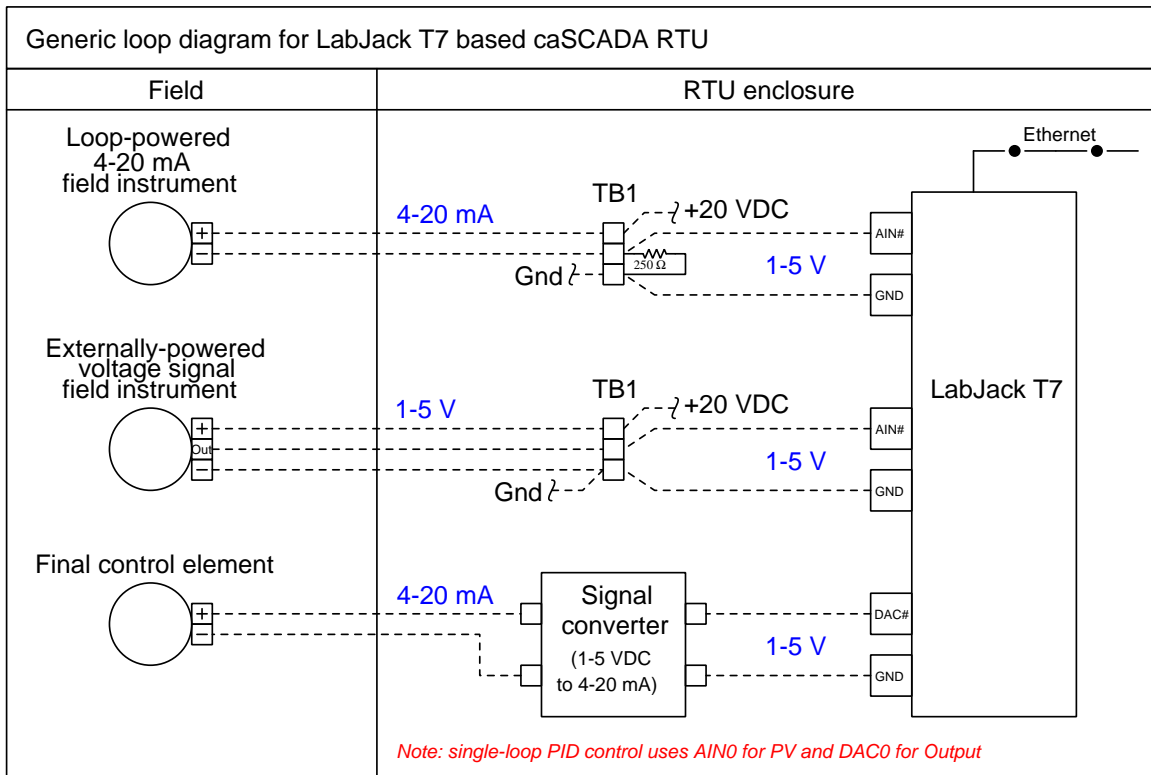 Generic loop diagram for LabJack T7 based caSCADA RTU
Field
RTU enclosure
Ethernet
Loop-powered
4-20 mA
field instrument
+
−
4-20 mA
TB1
+20 VDC
250 Ω
Gnd
1-5 V
AIN#
GND
LabJack T7
Externally-powered
voltage signal
field instrument
+
Out
−
1-5 V
TB1
+20 VDC
Gnd
1-5 V
AIN#
GND
Final control element
+
−
4-20 mA
Signal
converter
(1-5 VDC
to 4-20 mA)
1-5 V
DAC#
GND
Note: single-loop PID control uses AIN0 for PV and DAC0 for Output